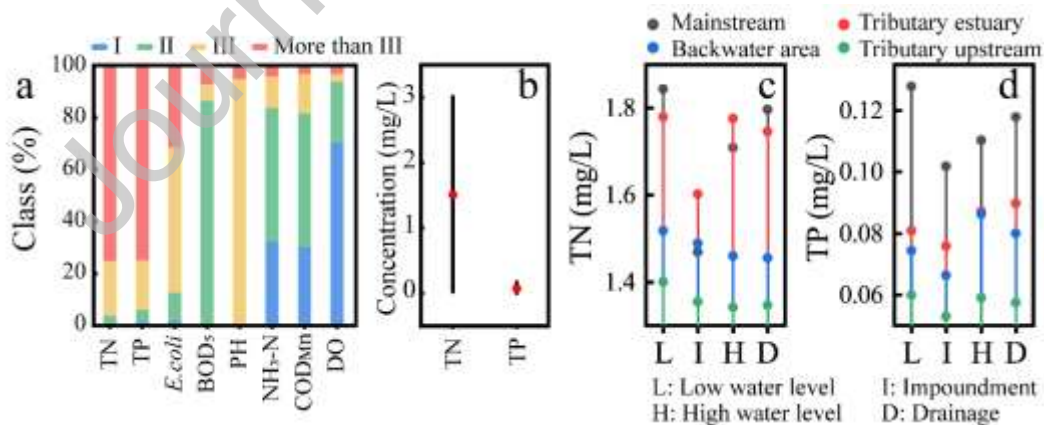 Journ
I II III More than III
a
Class (%)
100
80
60
40
20
0
TN
TP
E.coli
BOD₅
PH
NH₃-N
CODMn
DO
b
Concentration (mg/L)
3
2
1
0
TN
TP
Mainstream Tributary estuary
Backwater area Tributary upstream
c
TN (mg/L)
1.8
1.6
1.4
L I H D
d
TP (mg/L)
0.12
0.10
0.08
0.06
L I H D
L: Low water level I: Impoundment
H: High water level D: Drainage